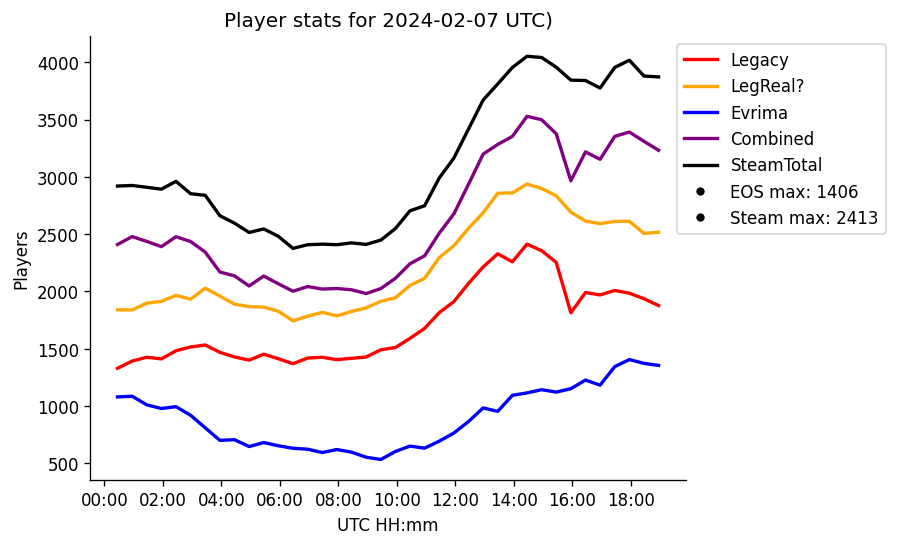 Player stats for 2024-02-07 UTC)
Legacy
LegReal?
Evrima
Combined
SteamTotal
EOS max: 1406
Steam max: 2413
Players
4000
3500
3000
2500
2000
1500
1000
500
00:00 02:00 04:00 06:00 08:00 10:00 12:00 14:00 16:00 18:00
UTC HH:mm